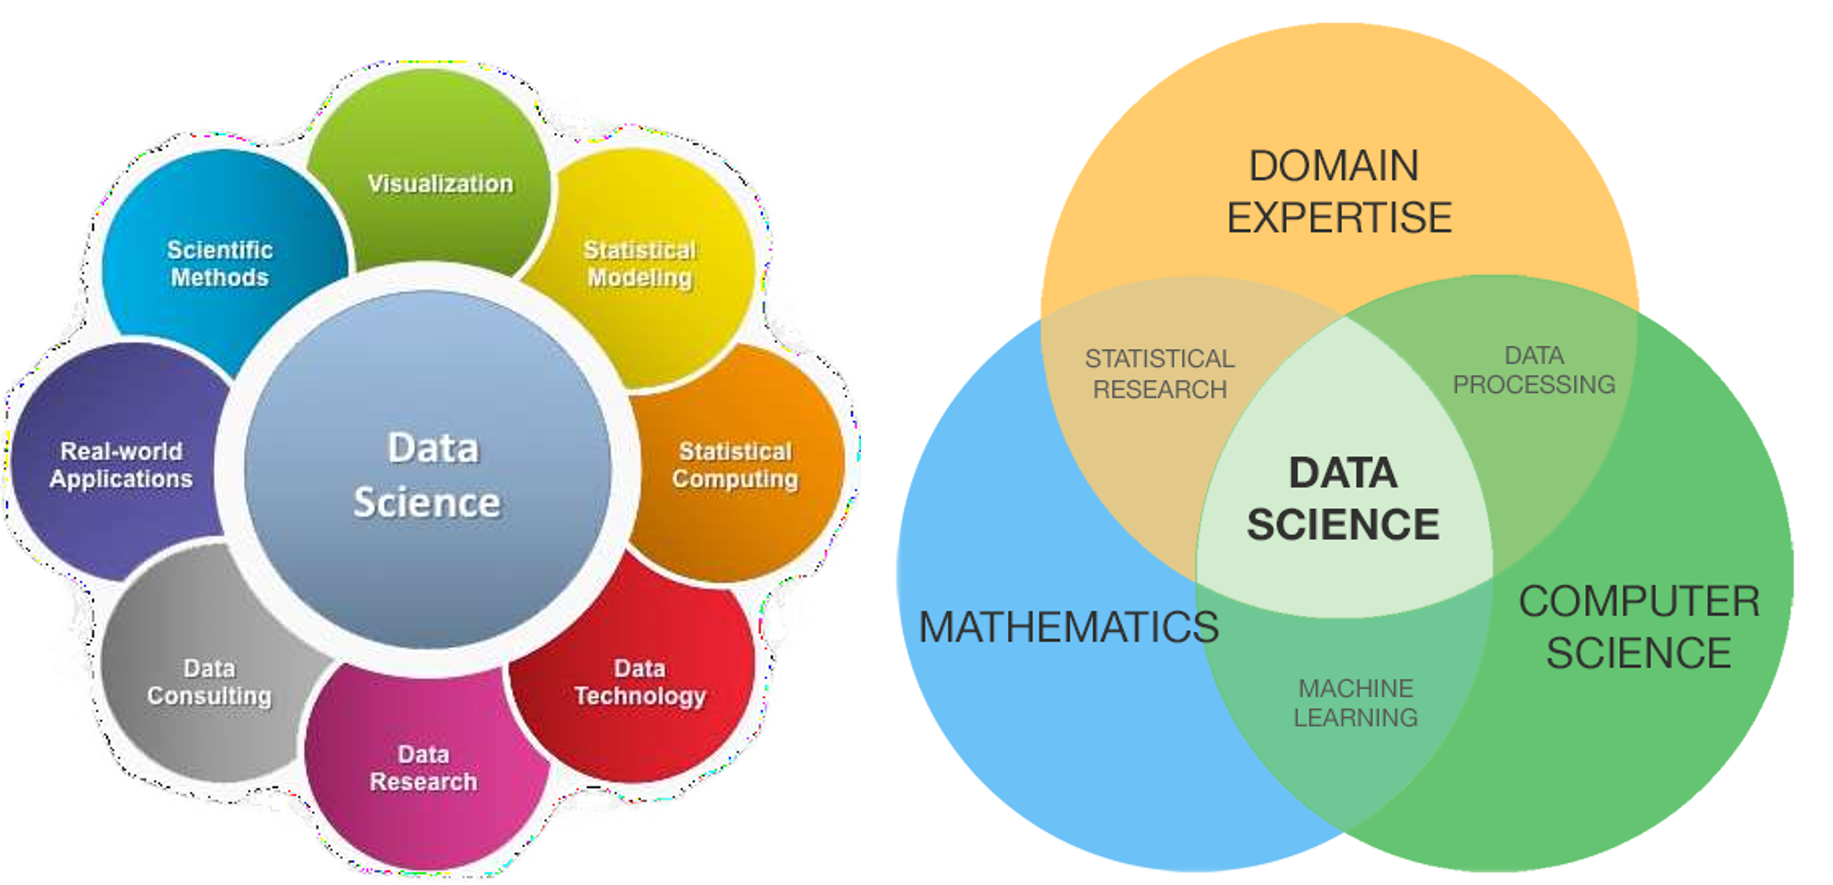 Visualization
Statistical
Modeling
Statistical
Computing
Data
Technology
Data
Research
Data
Consulting
Real-world
Applications
Scientific
Methods
Data
Science
DOMAIN
EXPERTISE
STATISTICAL
RESEARCH
DATA
PROCESSING
DATA
SCIENCE
MATHEMATICS
COMPUTER
SCIENCE
MACHINE
LEARNING